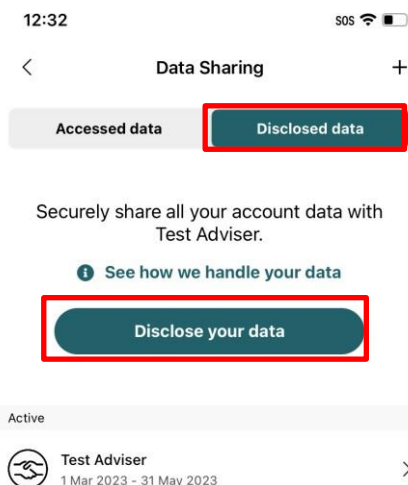 12:32 SOS
Data Sharing
Accessed data Disclosed data
Securely share all your account data with
Test Adviser.
See how we handle your data
Disclose your data
Active
Test Adviser
1 Mar 2023 - 31 May 2023